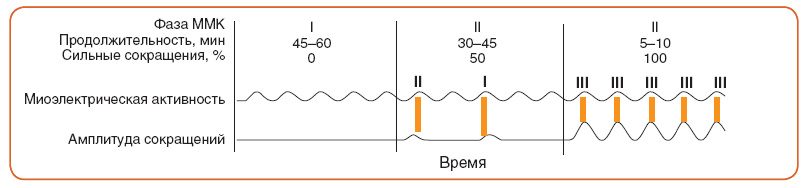 Фаза ММК I II II
Продолжительность, мин 45–60 30–45 5–10
Сильные сокращения, % 0 50 100
II I III III III III III
Миоэлектрическая активность
Амплитуда сокращений
Время